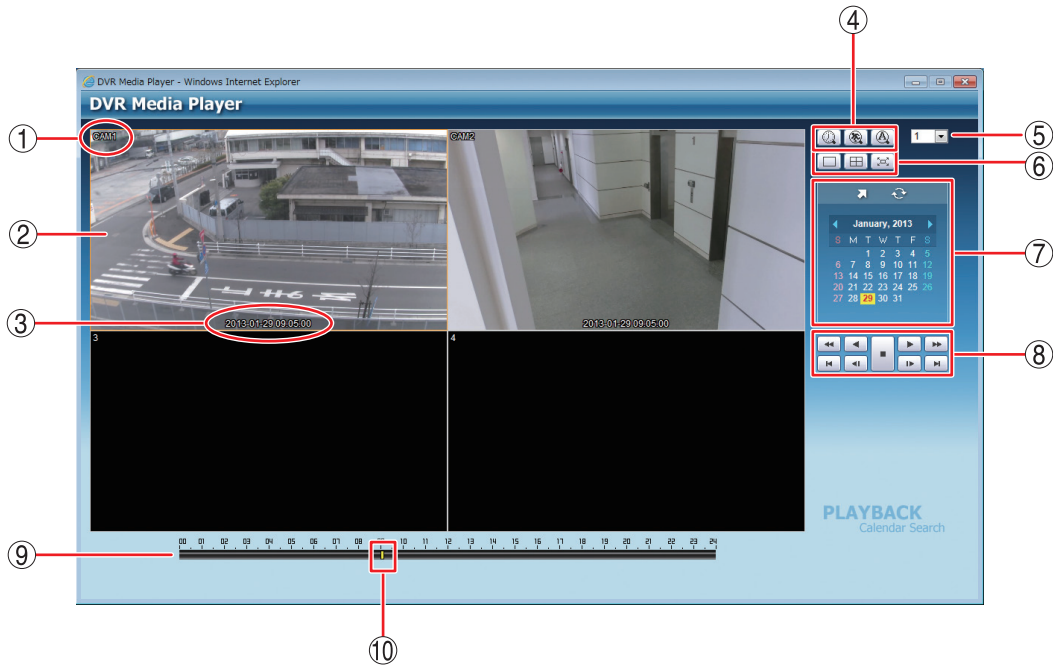 ④
DVR Media Player - Windows Internet Explorer
DVR Media Player
①
CAM1
CAM2
1
⑤
⑥
②
January, 2013
S M T W T F S
1 2 3 4 5
6 7 8 9 10 11 12
13 14 15 16 17 18 19
20 21 22 23 24 25 26
27 28 29 30 31
⑦
③
2013-01-29 09:05:00
2013-01-29 09:05:00
3
4
⑧
PLAYBACK
Calendar Search
⑨
00 01 02 03 04 05 06 07 08 10 11 12 13 14 15 16 17 18 19 20 21 22 23 24
⑩